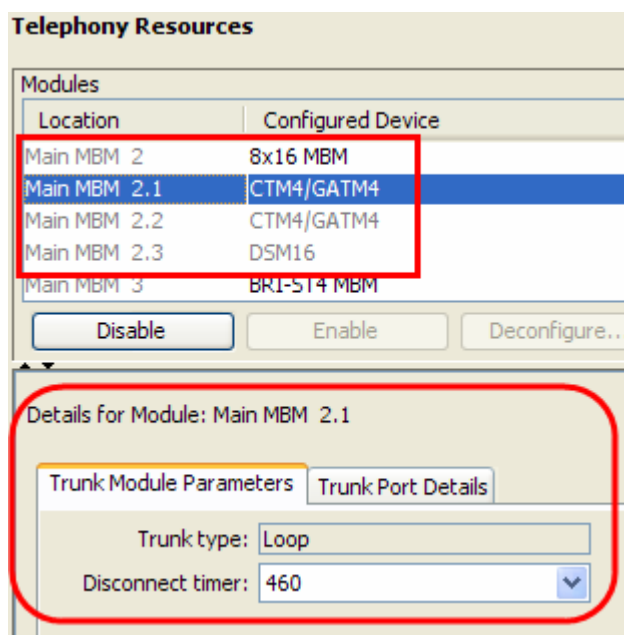 Telephony Resources
Modules
Location Configured Device
Main MBM 2 8x16 MBM
Main MBM 2.1 CTM4/GATM4
Main MBM 2.2 CTM4/GATM4
Main MBM 2.3 DSM16
Main MBM 3 BRI-ST4 MBM
Disable Enable Deconfigure..
Details for Module: Main MBM 2.1
Trunk Module Parameters Trunk Port Details
Trunk type: Loop
Disconnect timer: 460